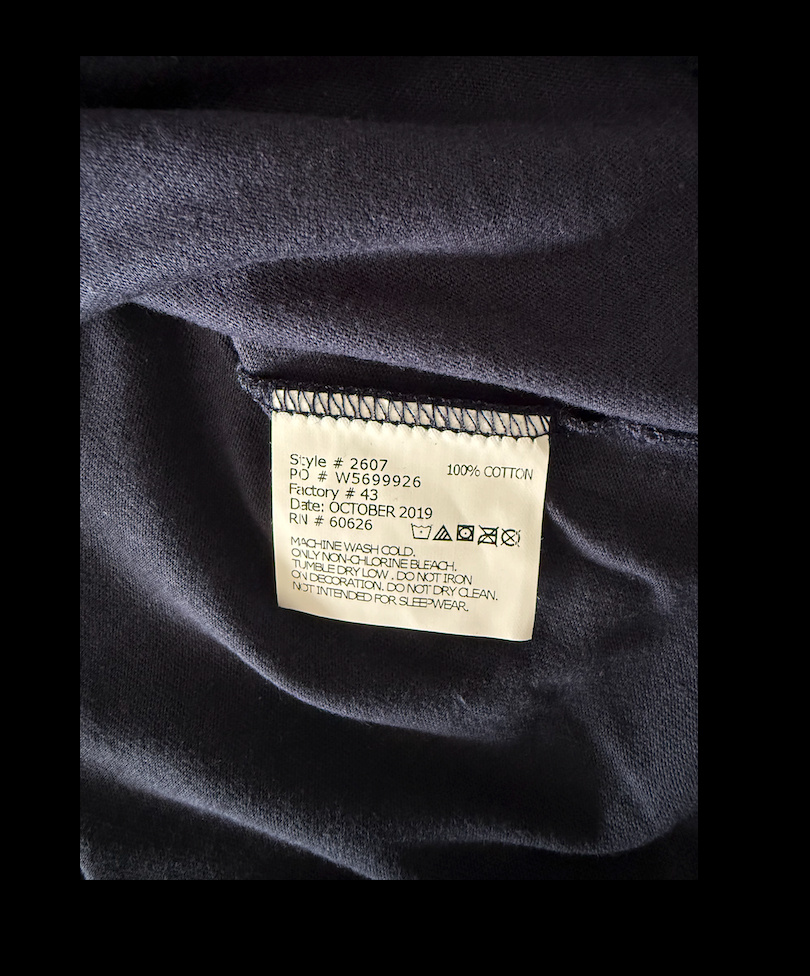 Style # 2607
100% COTTON
PO # W5699926
Factory # 43
Date: OCTOBER 2019
RN # 60626
MACHINE WASH COLD.
ONLY NON-CHLORINE BLEACH.
TUMBLE DRY LOW . DO NOT IRON
ON DECORATION. DO NOT DRY CLEAN.
NOT INTENDED FOR SLEEPWEAR.